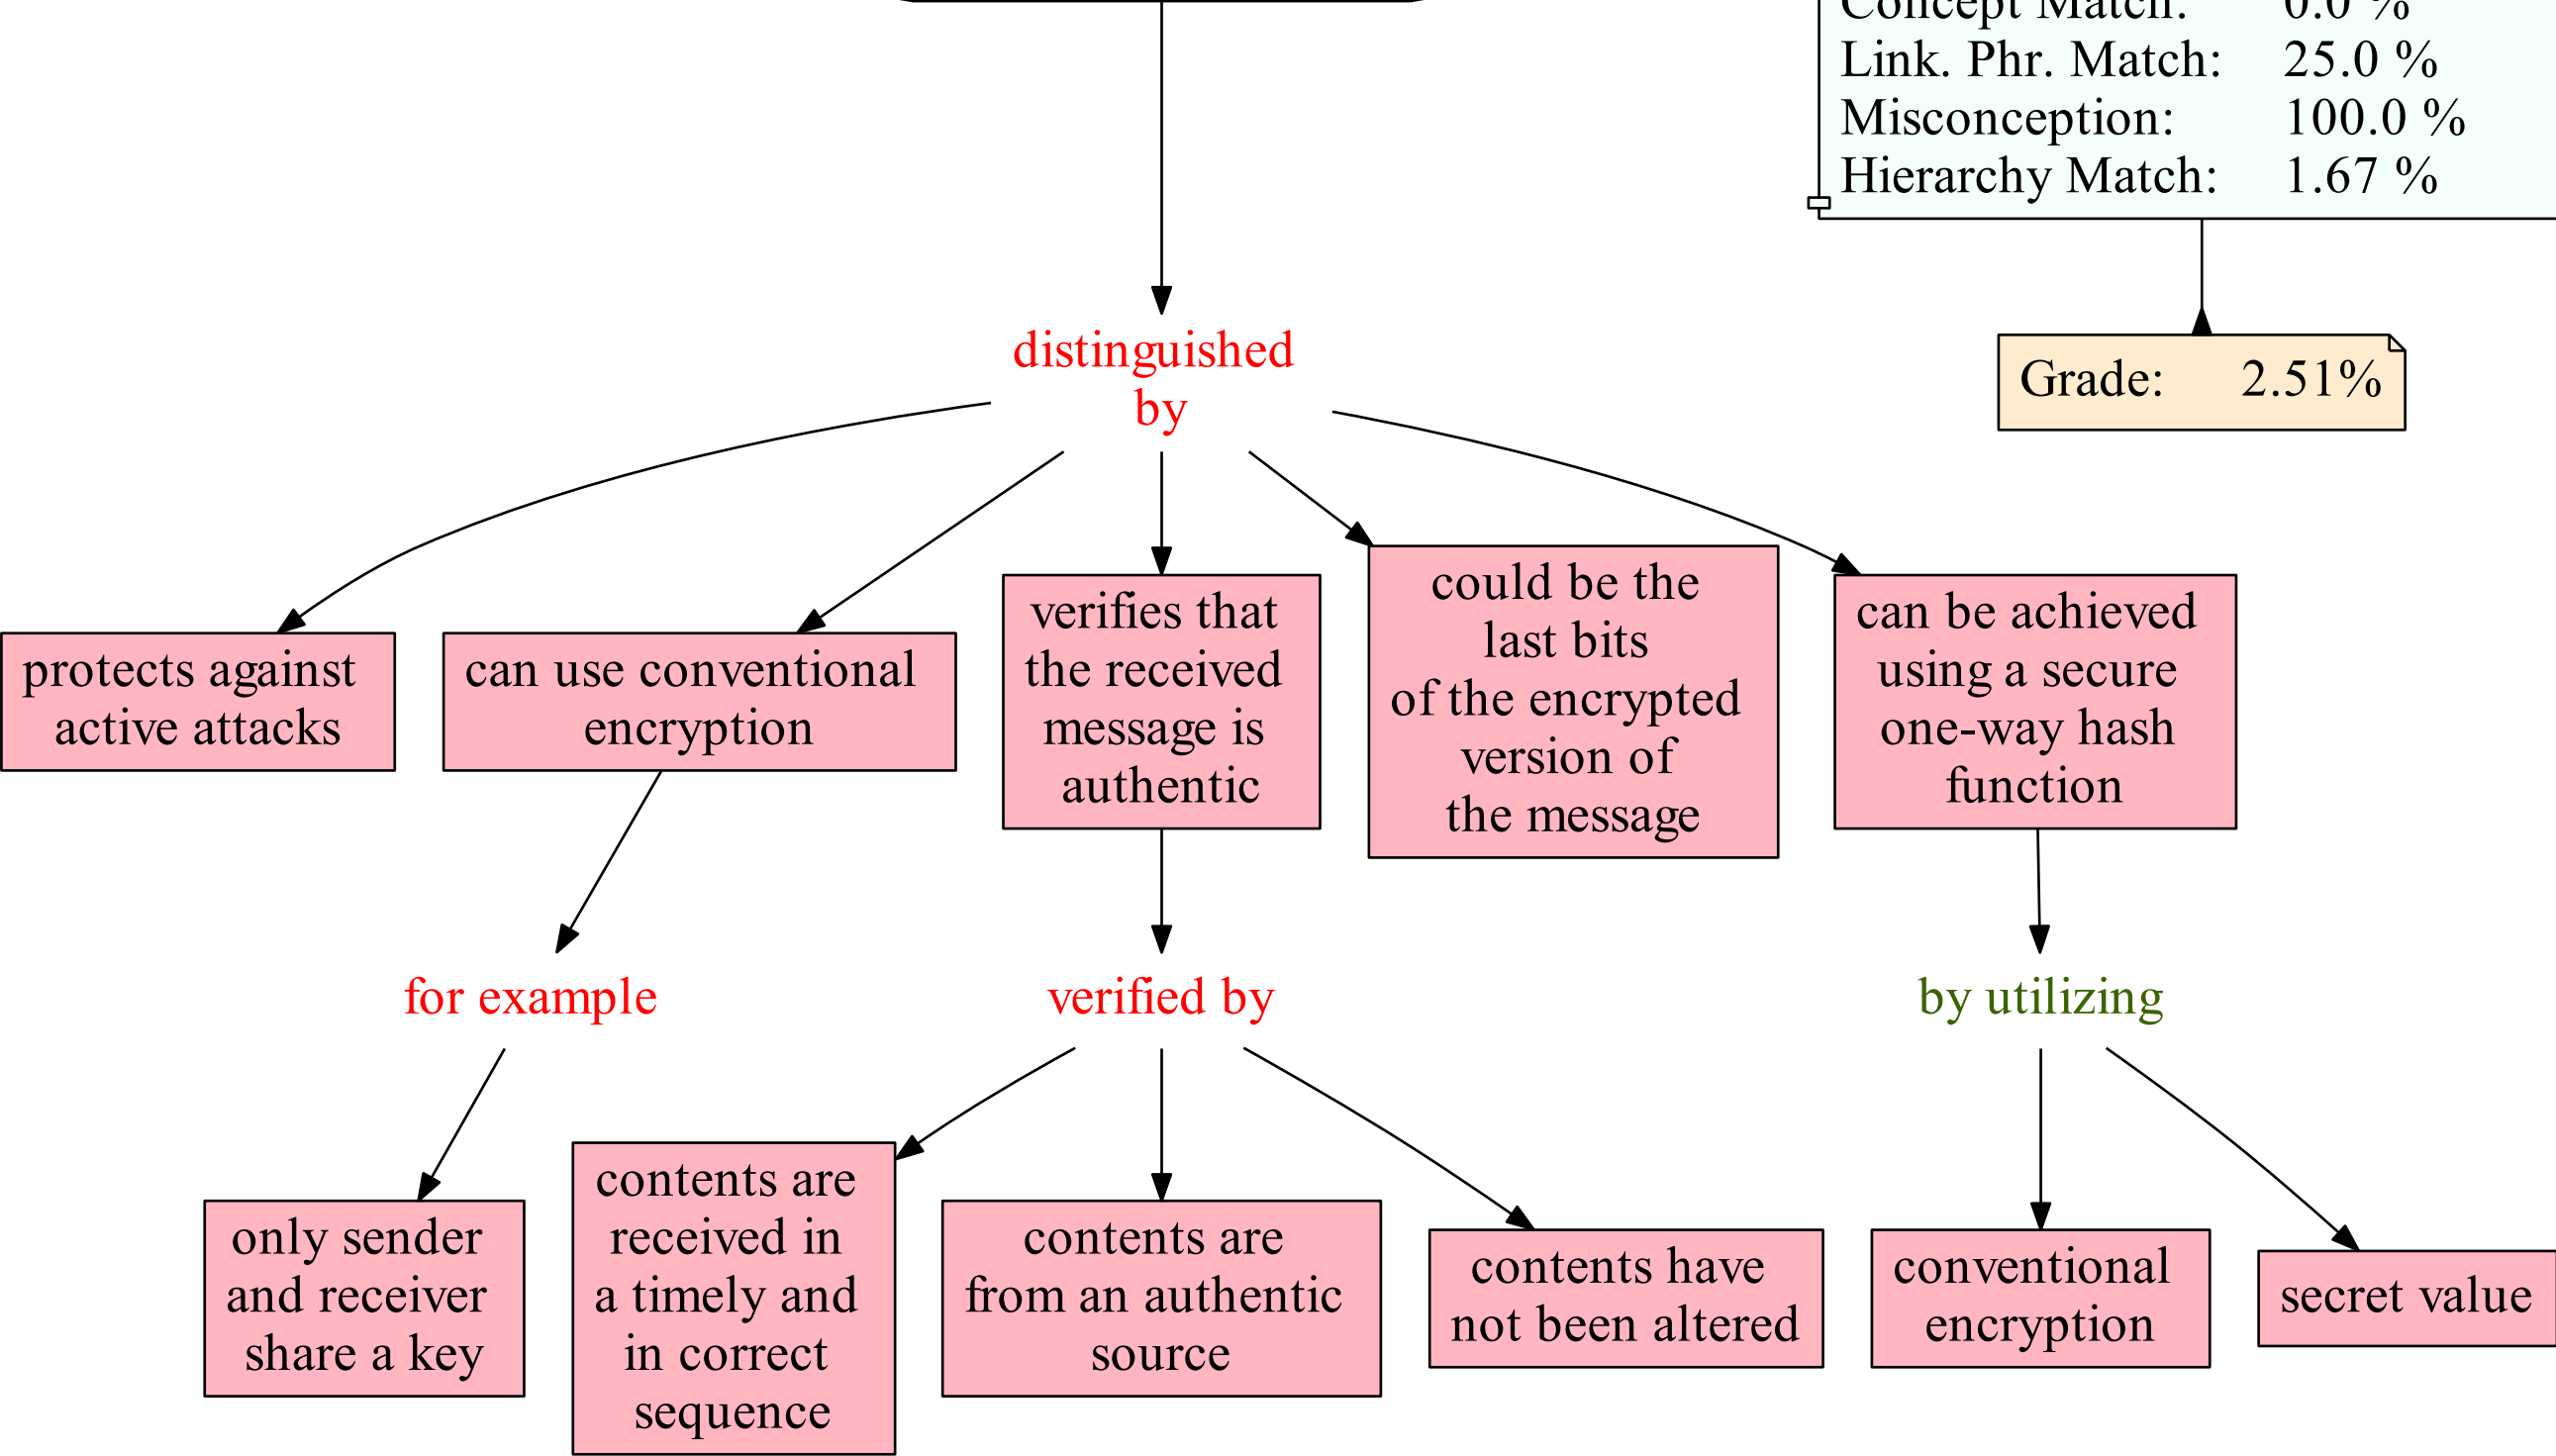 Concept Match: 0.0 %
Link. Phr. Match: 25.0 %
Misconception: 100.0 %
Hierarchy Match: 1.67 %
Grade: 2.51%
distinguished
by
protects against
active attacks
can use conventional
encryption
verifies that
the received
message is
authentic
could be the
last bits
of the encrypted
version of
the message
can be achieved
using a secure
one-way hash
function
for example
verified by
by utilizing
only sender
and receiver
share a key
contents are
received in
a timely and
in correct
sequence
contents are
from an authentic
source
contents have
not been altered
conventional
encryption
secret value